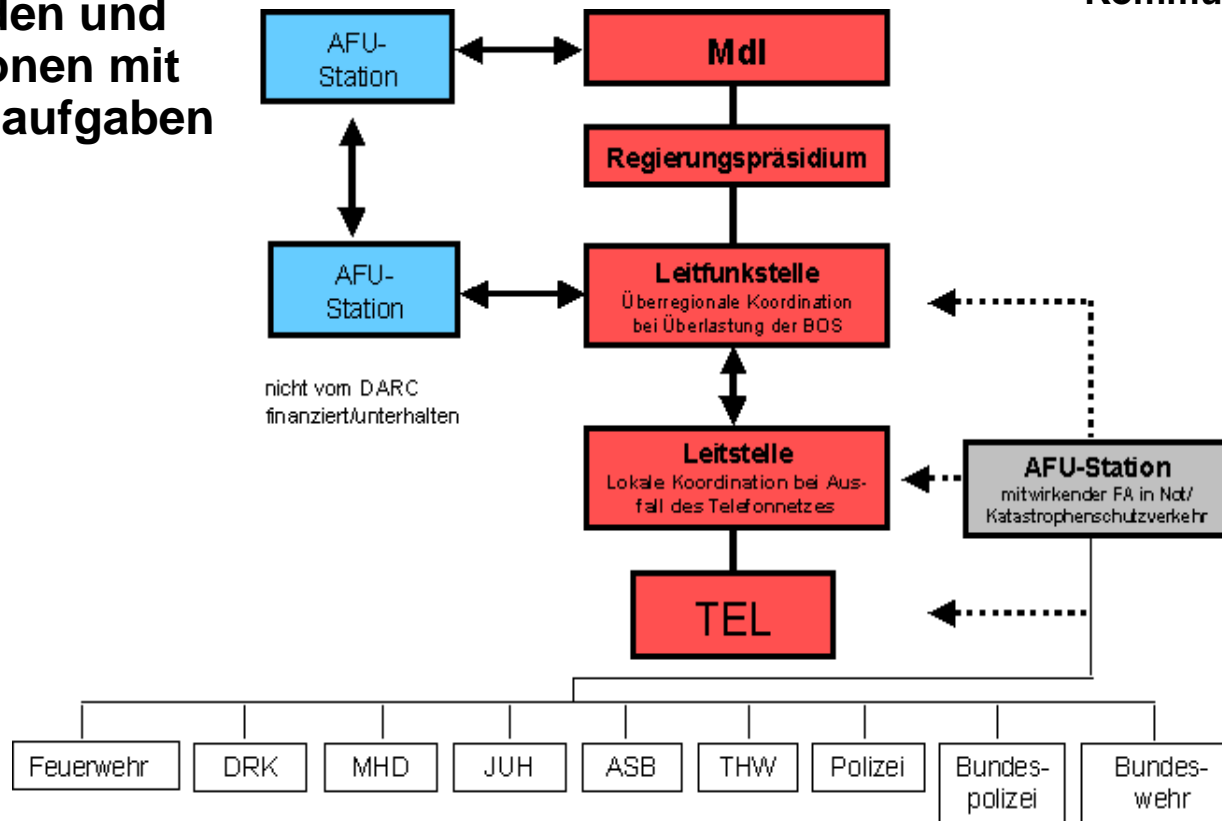 den und
onen mit
aufgaben
AFU-
Station
MdI
Regierungspräsidium
AFU-
Station
Leitfunkstelle
Überregionale Koordination
bei Überlastung der BOS
nicht vom DARC
finanziert/unterhalten
Leitstelle
Lokale Koordination bei Aus-
fall des Telefonnetzes
AFU-Station
mitwirkender FA in Not/
Katastrophenschutzverkehr
TEL
Feuerwehr
DRK
MHD
JUH
ASB
THW
Polizei
Bundes-
polizei
Bundes-
wehr